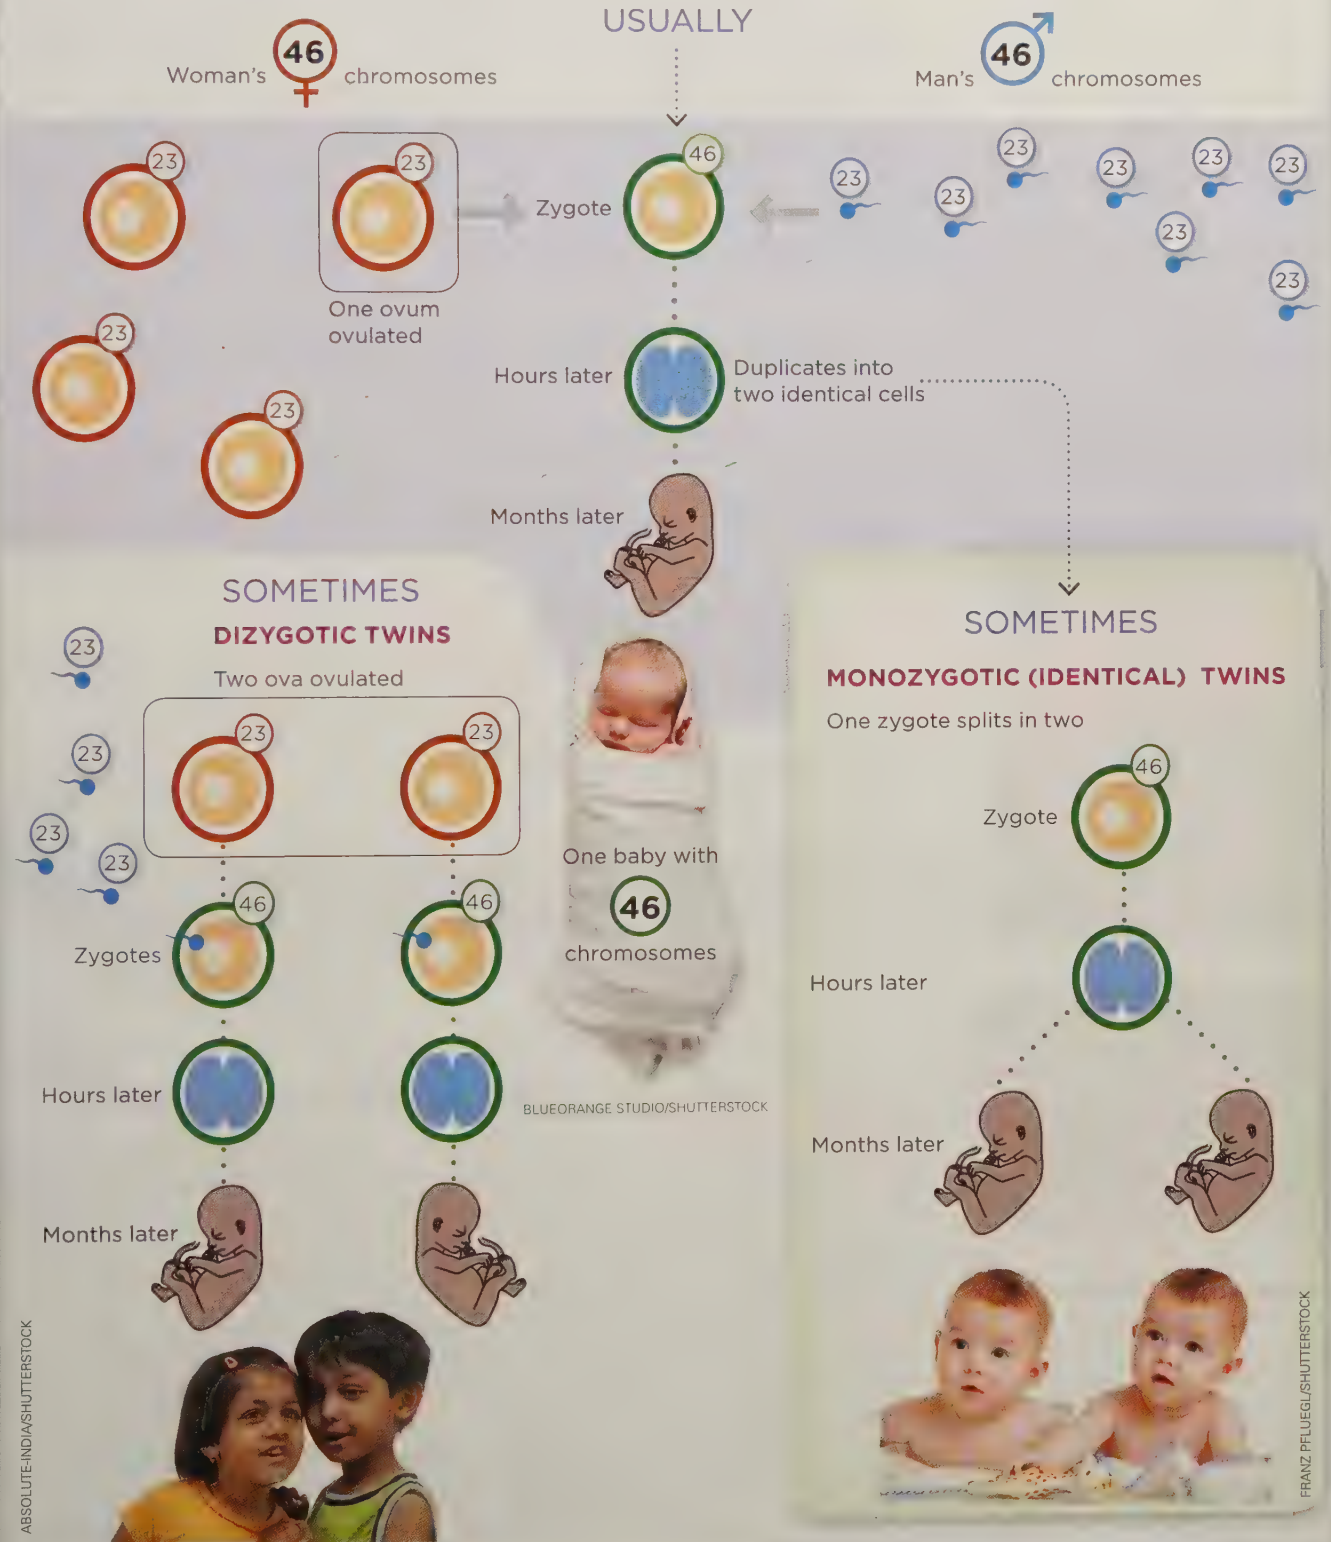 USUALLY
Woman's 46 chromosomes
Man's 46 chromosomes
23
23
46
23
23
23
23
23
23
23
23
Zygote
One ovum
ovulated
23
23
Hours later
Duplicates into
two identical cells
Months later
SOMETIMES
DIZYGOTIC TWINS
Two ova ovulated
23
23
23
23
23
23
Zygotes
46
46
Hours later
Months later
ABSOLUTE-INDIA/SHUTTERSTOCK
One baby with
46
chromosomes
BLUEORANGE STUDIO/SHUTTERSTOCK
SOMETIMES
MONOZYGOTIC (IDENTICAL) TWINS
One zygote splits in two
46
Zygote
Hours later
Months later
FRANZ PFLUEGL/SHUTTERSTOCK